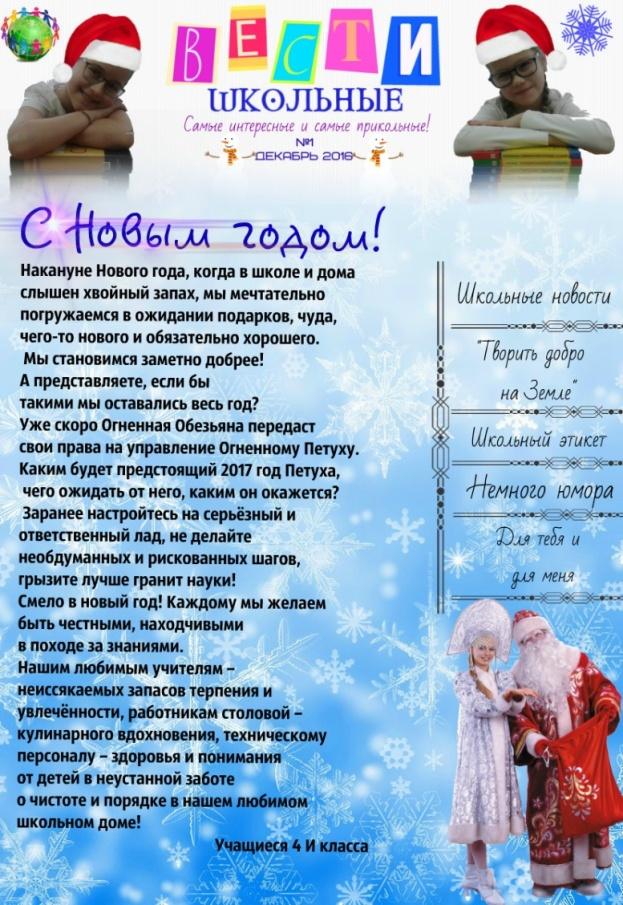 ВЕСТИ
ШКОЛЬНЫЕ
Самые интересные и самые прикольные!
№1
ДЕКАБРЬ 2016
С Новым годом!
Накануне Нового года, когда в школе и дома
слышен хвойный запах, мы мечтательно
погружаемся в ожидании подарков, чуда,
чего-то нового и обязательно хорошего.
Мы становимся заметно добрее!
А представляете, если бы
такими мы оставались весь год?
Уже скоро Огненная Обезьяна передаст
свои права на управление Огненному Петуху.
Каким будет предстоящий 2017 год Петуха,
чего ожидать от него, каким он окажется?
Заранее настройтесь на серьёзный и
ответственный лад, не делайте
необдуманных и рискованных шагов,
грызите лучше гранит науки!
Смело в новый год! Каждому мы желаем
быть честными, находчивыми
в походе за знаниями.
Нашим любимым учителям –
неиссякаемых запасов терпения и
увлечённости, работникам столовой –
кулинарного вдохновения, техническому
персоналу – здоровья и понимания
от детей в неустанной заботе
о чистоте и порядке в нашем любимом
школьном доме!
Учащиеся 4 И класса
Школьные новости
"Творить добро
на Земле"
Школьный этикет
Немного юмора
Для тебя и
для меня